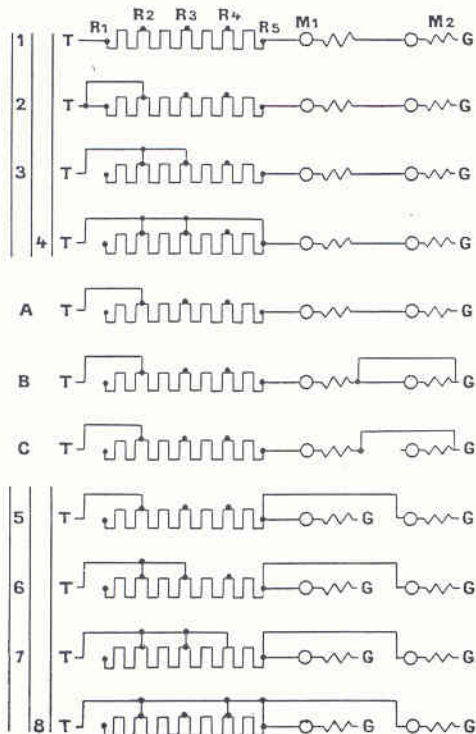 R1 R2 R3 R4 R5 M1 M2
1 T G
2 T G
3 T G
4 T G
A T G
B T G
C T G
5 T G G
6 T G G
7 T G G
8 T G G